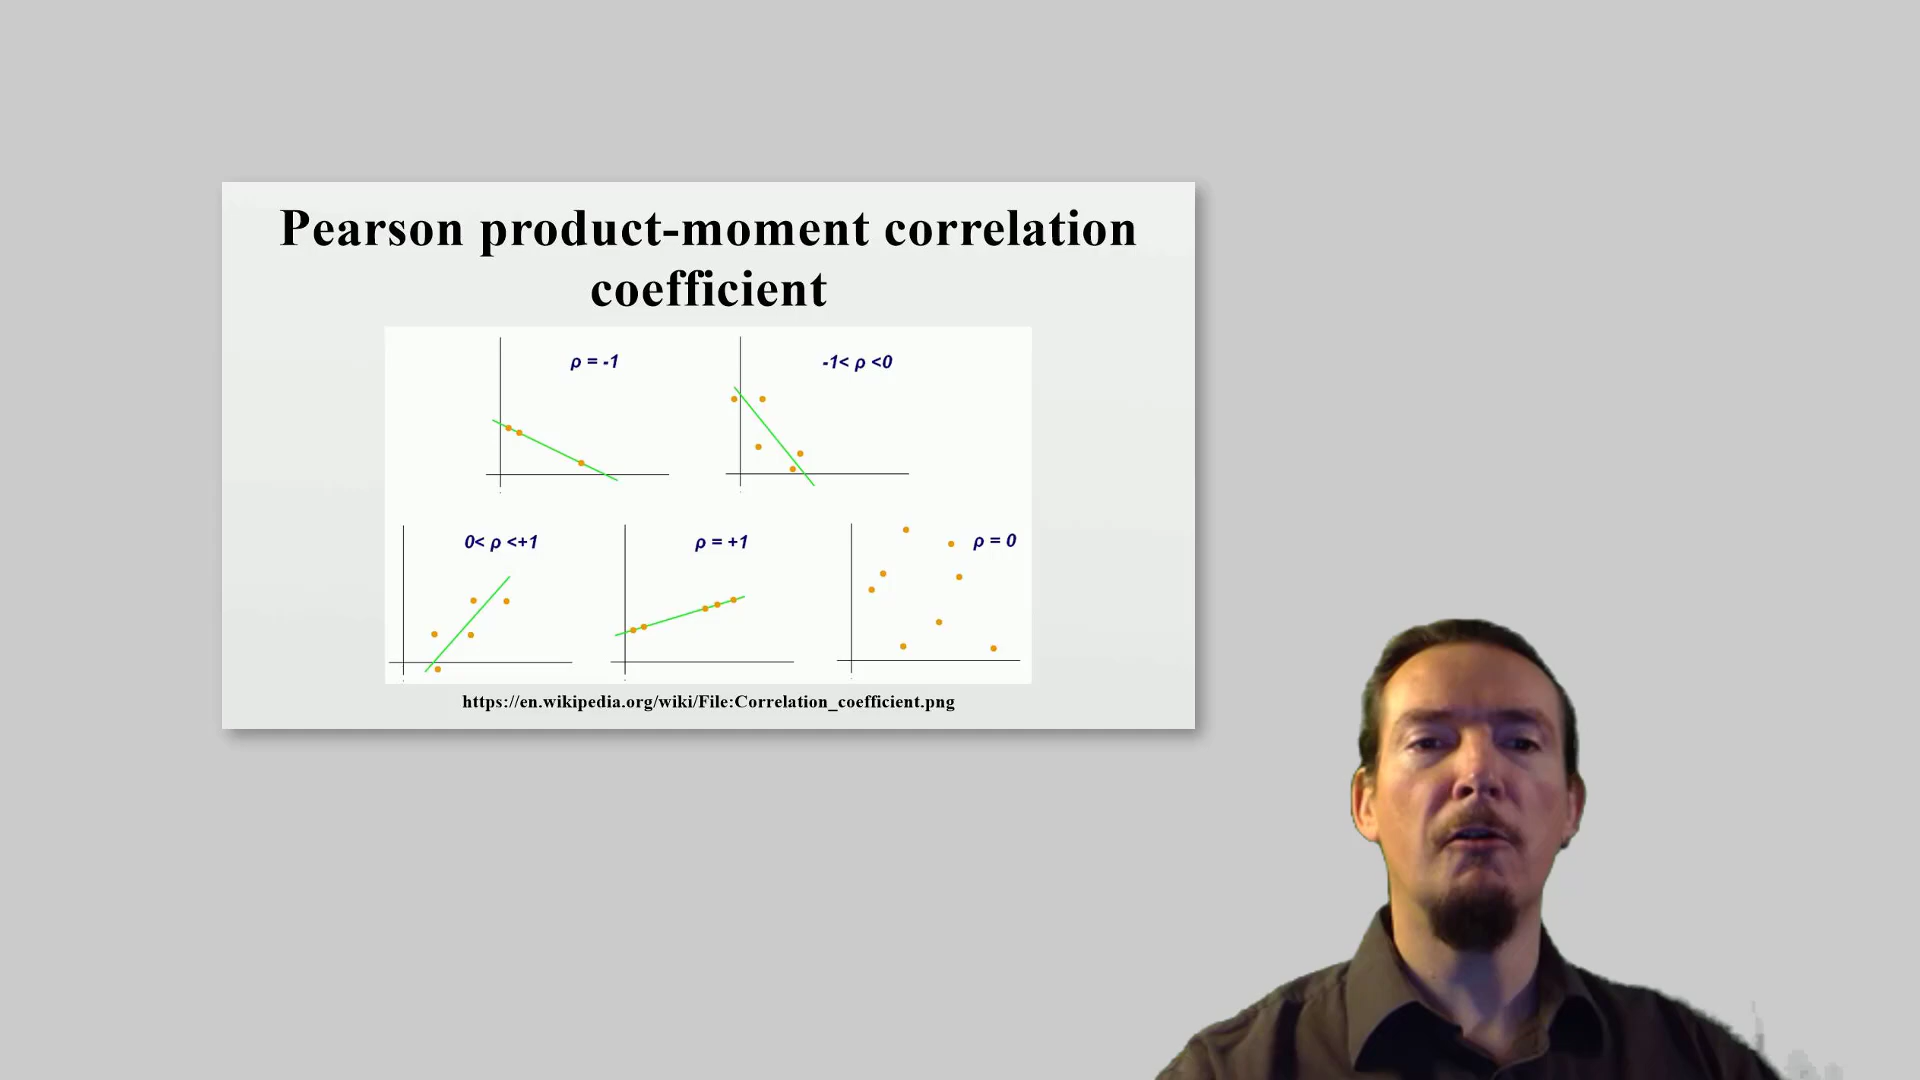 Pearson product-moment correlation
coefficient
ρ = -1
-1< ρ <0
0< ρ <+1
ρ = +1
ρ = 0
https://en.wikipedia.org/wiki/File:Correlation_coefficient.png